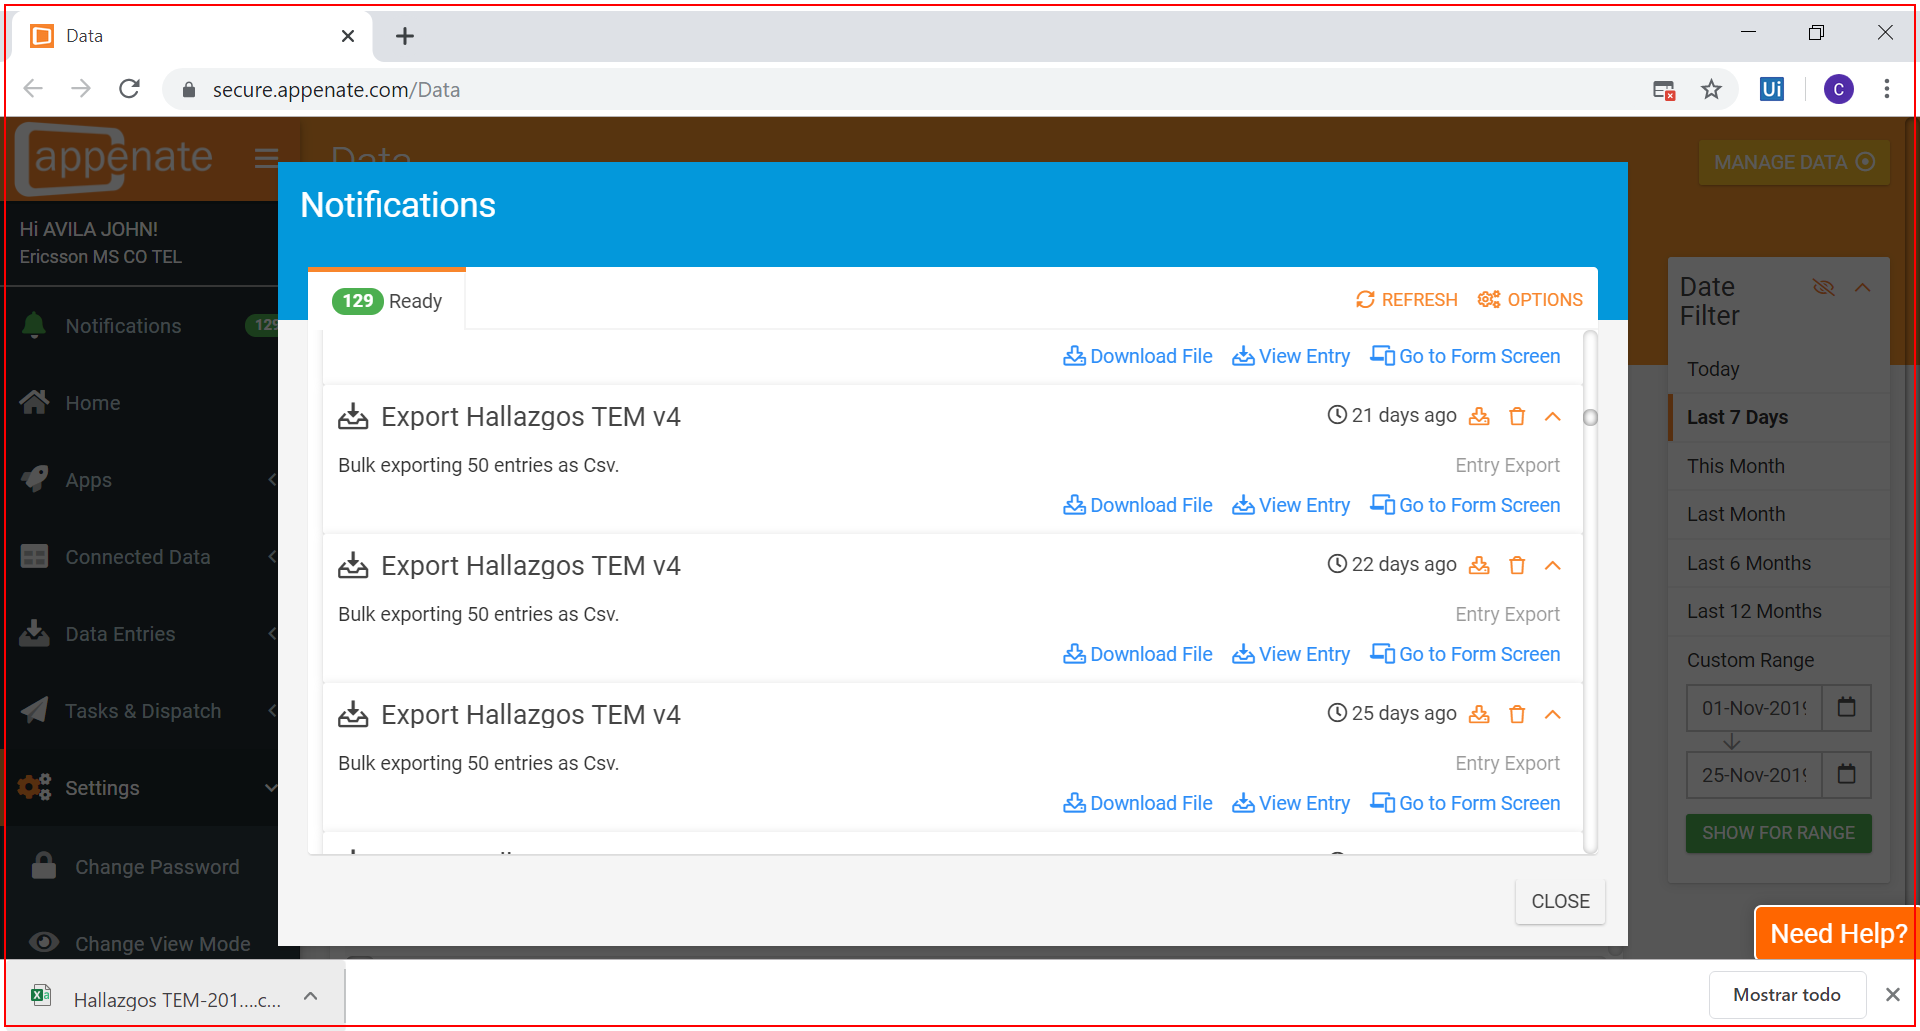 Data
secure.appenate.com/Data
Ui
C
appenate
Data
MANAGE DATA
Hi AVILA JOHN!
Ericsson MS CO TEL
Notifications
129
Home
Apps
Connected Data
Data Entries
Tasks & Dispatch
Settings
Change Password
Change View Mode
Notifications
129 Ready
REFRESH OPTIONS
Download File View Entry Go to Form Screen
Export Hallazgos TEM v4
21 days ago
Bulk exporting 50 entries as Csv.
Entry Export
Download File View Entry Go to Form Screen
Export Hallazgos TEM v4
22 days ago
Bulk exporting 50 entries as Csv.
Entry Export
Download File View Entry Go to Form Screen
Export Hallazgos TEM v4
25 days ago
Bulk exporting 50 entries as Csv.
Entry Export
Download File View Entry Go to Form Screen
CLOSE
Date
Filter
Today
Last 7 Days
This Month
Last Month
Last 6 Months
Last 12 Months
Custom Range
01-Nov-2019
25-Nov-2019
SHOW FOR RANGE
Need Help?
Hallazgos TEM-201....c...
Mostrar todo